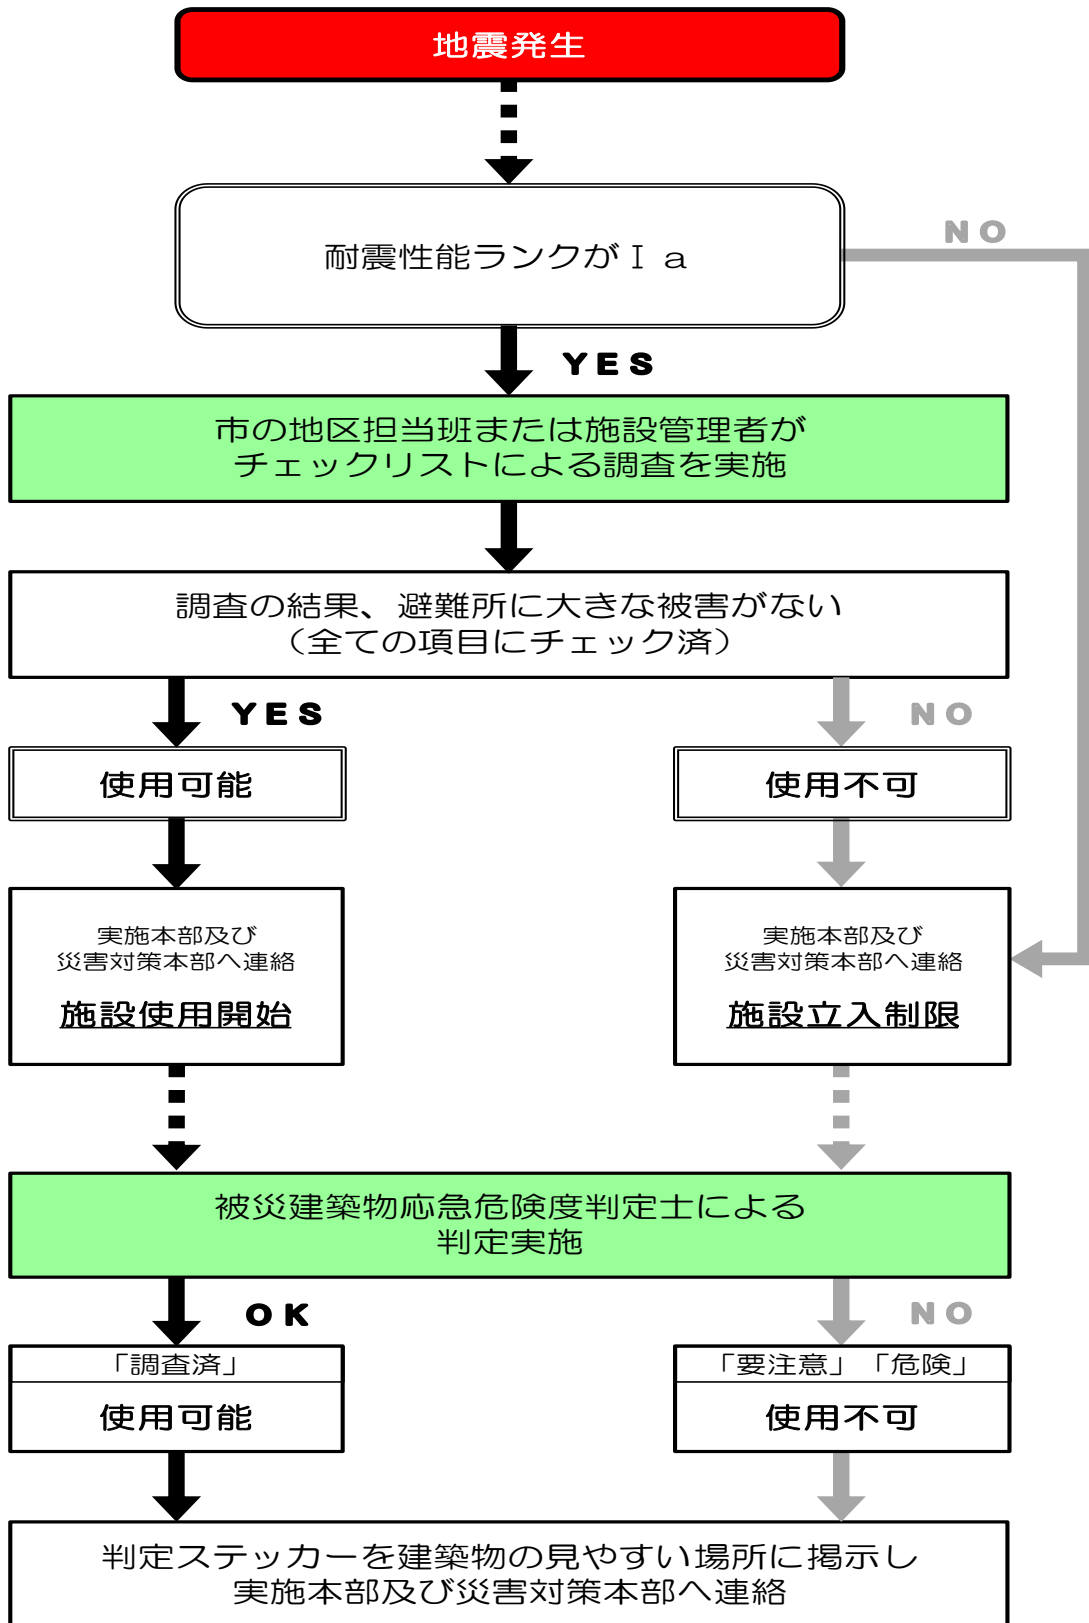 地震発生
耐震性能ランクがⅠａ
ＮＯ
ＹＥＳ
市の地区担当班または施設管理者が
チェックリストによる調査を実施
調査の結果、避難所に大きな被害がない
（全ての項目にチェック済）
ＹＥＳ
ＮＯ
使用可能
使用不可
実施本部及び
災害対策本部へ連絡
施設使用開始
実施本部及び
災害対策本部へ連絡
施設立入制限
被災建築物応急危険度判定士による
判定実施
ＯＫ
ＮＯ
「調査済」
使用可能
「要注意」「危険」
使用不可
判定ステッカーを建築物の見やすい場所に掲示し
実施本部及び災害対策本部へ連絡